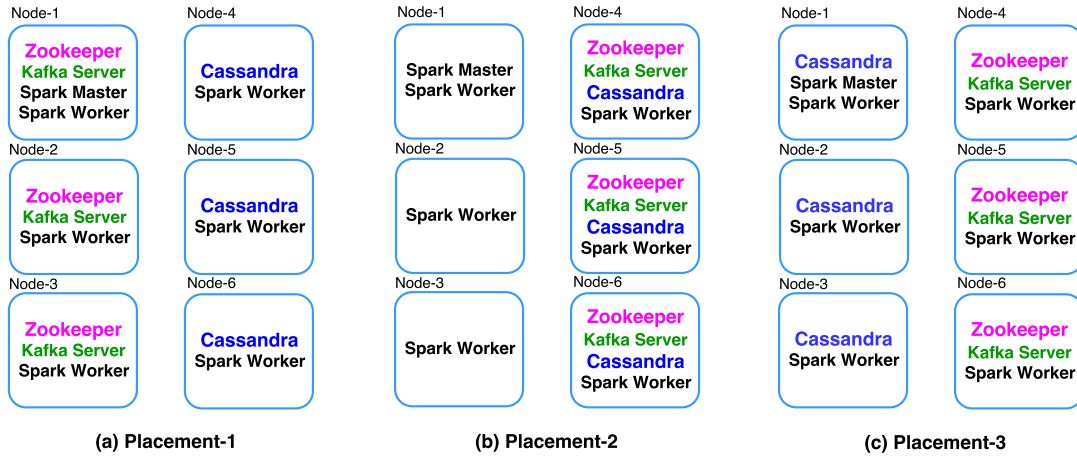 Node-1
Zookeeper
Kafka Server
Spark Master
Spark Worker
Node-4
Cassandra
Spark Worker
Node-2
Zookeeper
Kafka Server
Spark Worker
Node-5
Cassandra
Spark Worker
Node-3
Zookeeper
Kafka Server
Spark Worker
Node-6
Cassandra
Spark Worker
(a) Placement-1
Node-1
Spark Master
Spark Worker
Node-4
Zookeeper
Kafka Server
Cassandra
Spark Worker
Node-2
Spark Worker
Node-5
Zookeeper
Kafka Server
Cassandra
Spark Worker
Node-3
Spark Worker
Node-6
Zookeeper
Kafka Server
Cassandra
Spark Worker
(b) Placement-2
Node-1
Cassandra
Spark Master
Spark Worker
Node-4
Zookeeper
Kafka Server
Spark Worker
Node-2
Cassandra
Spark Worker
Node-5
Zookeeper
Kafka Server
Spark Worker
Node-3
Cassandra
Spark Worker
Node-6
Zookeeper
Kafka Server
Spark Worker
(c) Placement-3